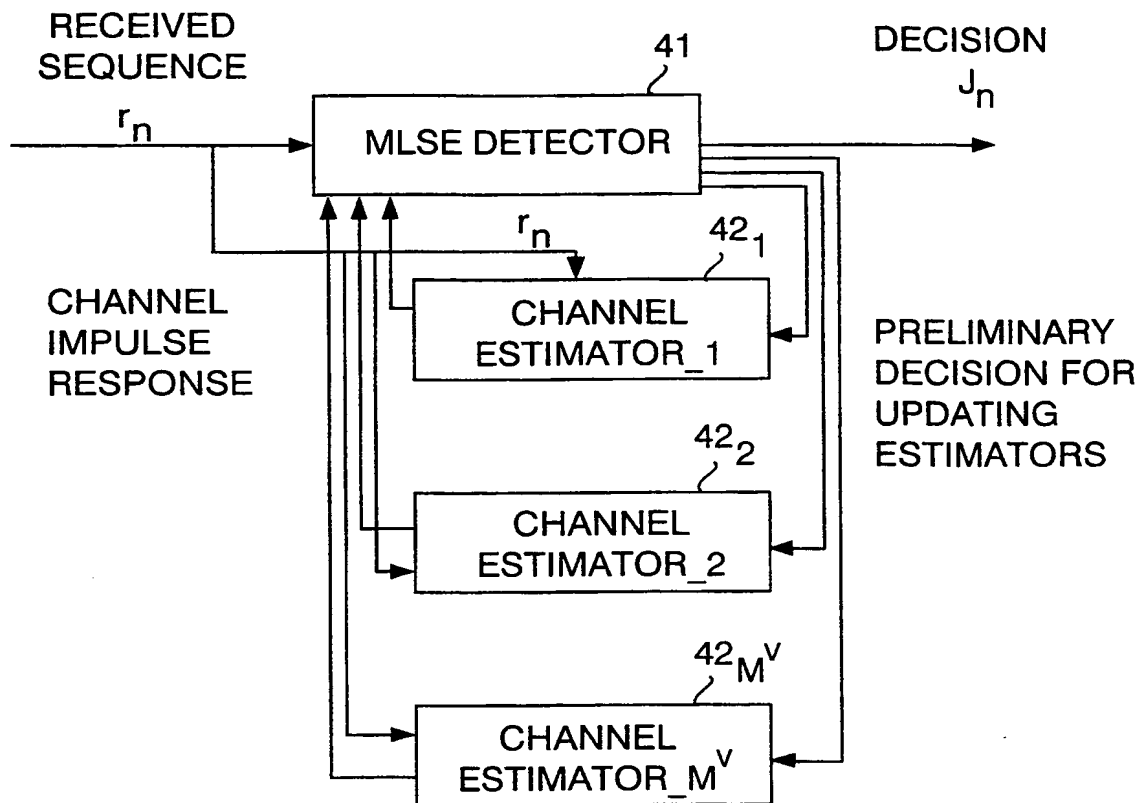 RECEIVED
SEQUENCE
r_n
41
MLSE DETECTOR
DECISION
J_n
r_n
42_1
CHANNEL
IMPULSE
RESPONSE
CHANNEL
ESTIMATOR_1
PRELIMINARY
DECISION FOR
UPDATING
ESTIMATORS
42_2
CHANNEL
ESTIMATOR_2
42_M^V
CHANNEL
ESTIMATOR_M^V